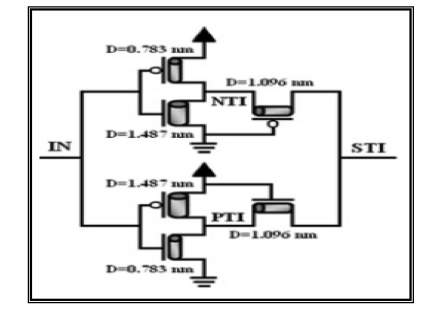 D=0.783 nm
D=1.096 nm
NTI
D=1.487 nm
IN
STI
D=1.487 nm
PTI
D=1.096 nm
D=0.783 nm